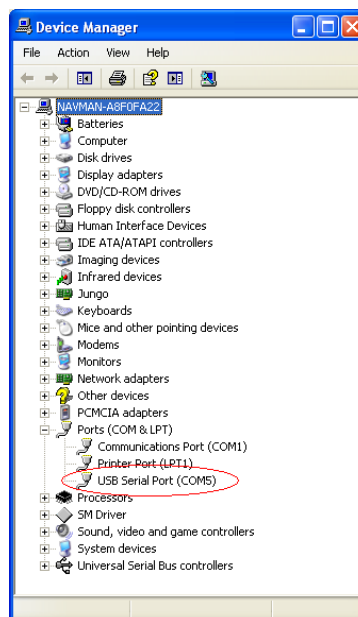 Device Manager
File Action View Help
NAVMAN-A8F0FA22
Batteries
Computer
Disk drives
Display adapters
DVD/CD-ROM drives
Floppy disk controllers
Human Interface Devices
IDE ATA/ATAPI controllers
Imaging devices
Infrared devices
Jungo
Keyboards
Mice and other pointing devices
Modems
Monitors
Network adapters
Other devices
PCMCIA adapters
Ports (COM & LPT)
Communications Port (COM1)
Printer Port (LPT1)
USB Serial Port (COM5)
Processors
SM Driver
Sound, video and game controllers
System devices
Universal Serial Bus controllers